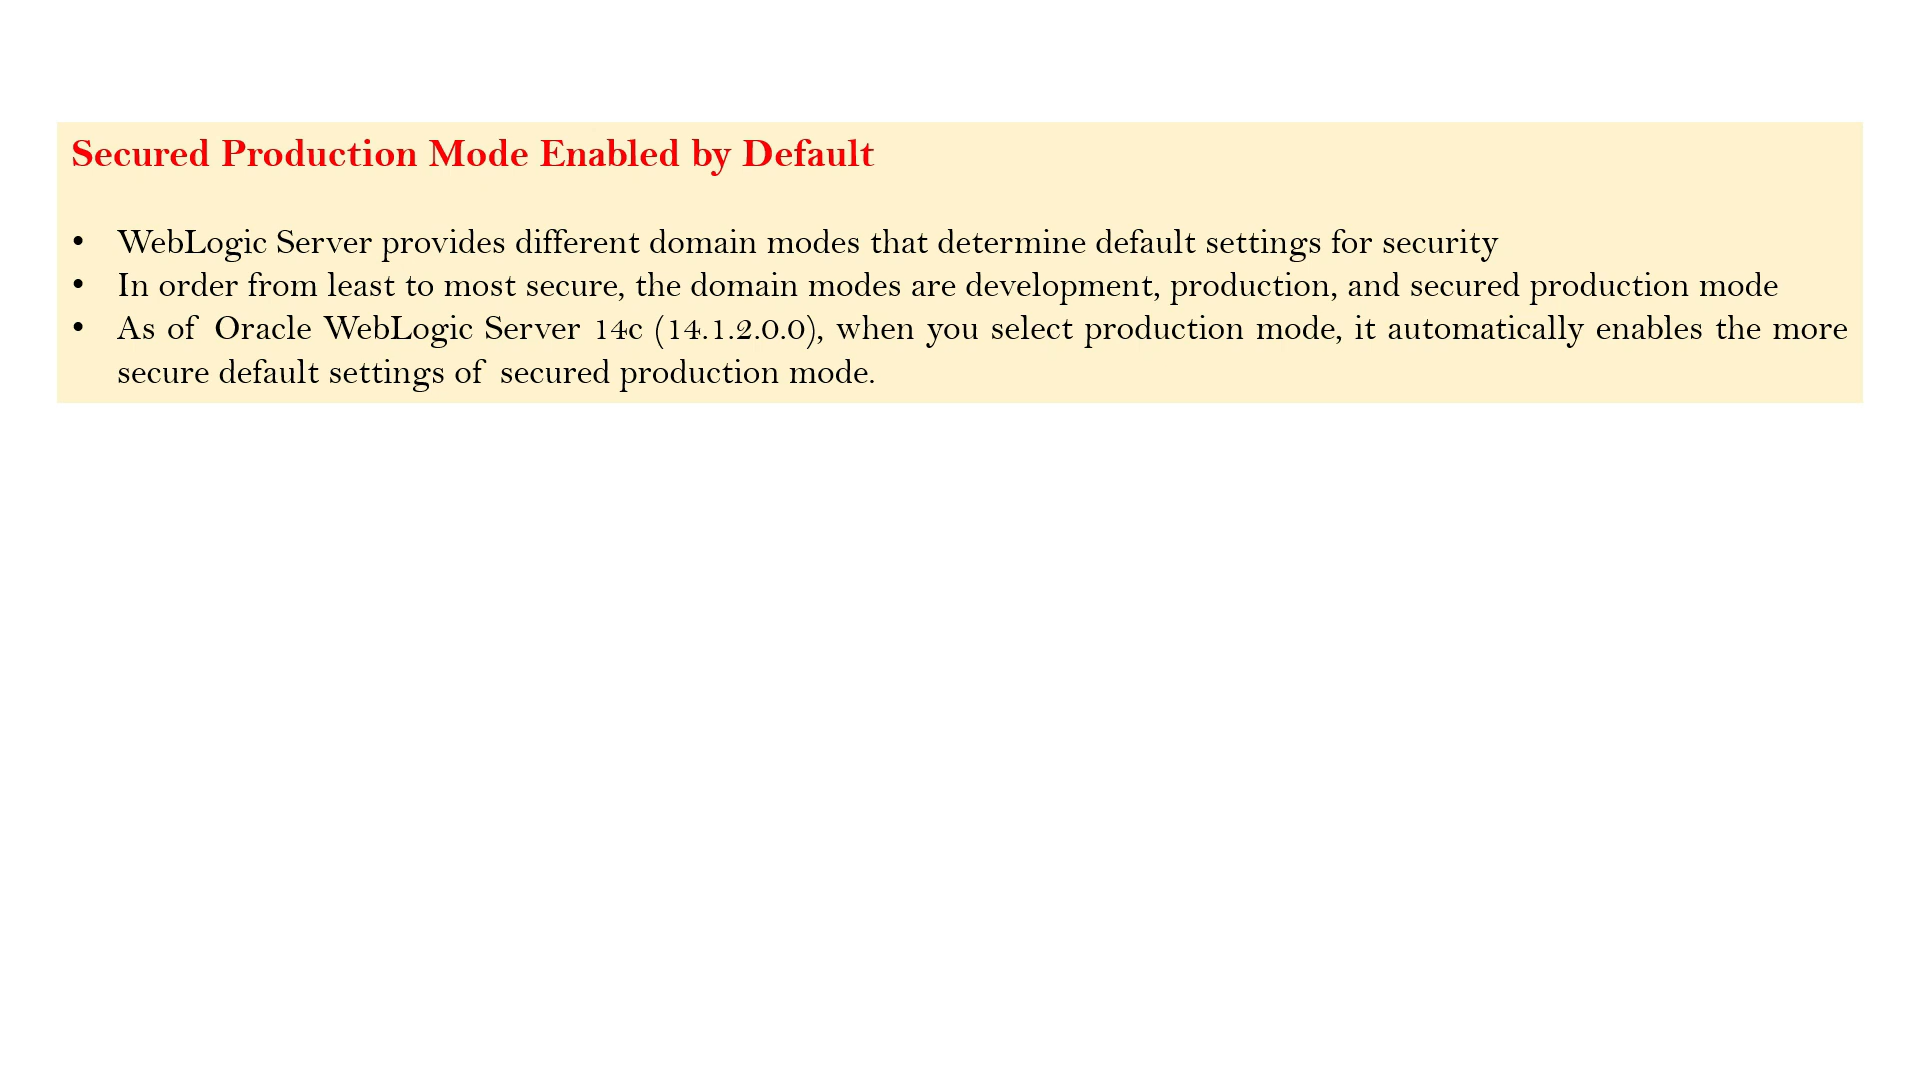 Secured Production Mode Enabled by Default
• WebLogic Server provides different domain modes that determine default settings for security
• In order from least to most secure, the domain modes are development, production, and secured production mode
• As of Oracle WebLogic Server 14c (14.1.2.0.0), when you select production mode, it automatically enables the more
secure default settings of secured production mode.